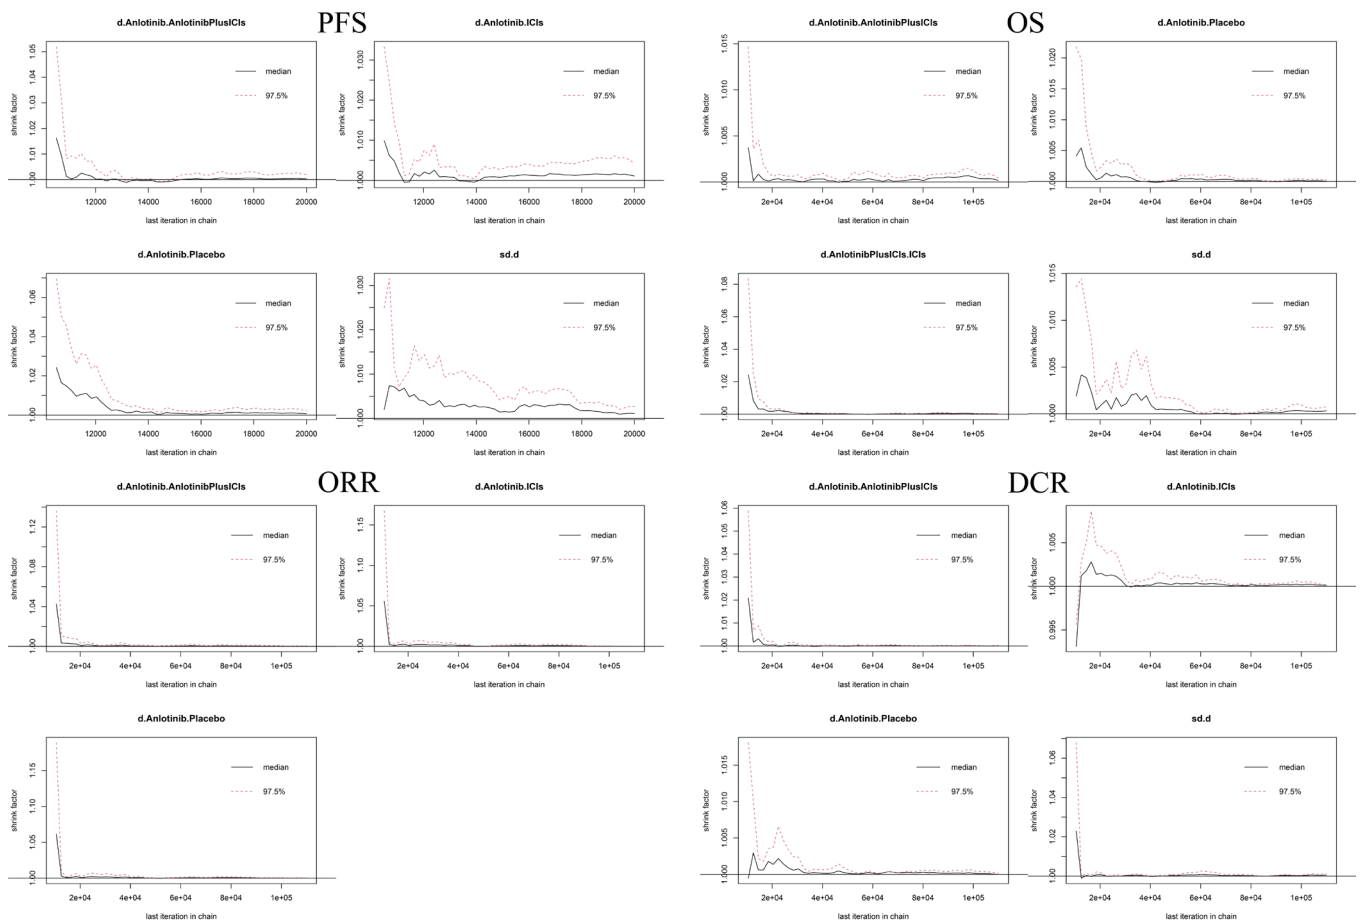 PFS
d.Anlotinib.AnlotinibPlusICIs
shrink factor
1.05
1.04
1.02
1.01
1.00
median
97.5%
12000 14000 16000 18000 20000
last iteration in chain
d.Anlotinib.ICIs
shrink factor
1.030
1.020
1.010
1.000
median
97.5%
12000 14000 16000 18000 20000
last iteration in chain
d.Anlotinib.Placebo
shrink factor
1.06
1.04
1.02
1.00
median
97.5%
12000 14000 16000 18000 20000
last iteration in chain
sd.d
shrink factor
1.030
1.020
1.010
1.000
median
97.5%
12000 14000 16000 18000 20000
last iteration in chain
OS
d.Anlotinib.AnlotinibPlusICIs
shrink factor
1.015
1.010
1.005
1.000
median
97.5%
2e+04 4e+04 6e+04 8e+04 1e+05
last iteration in chain
d.Anlotinib.Placebo
shrink factor
1.020
1.015
1.010
1.005
1.000
median
97.5%
2e+04 4e+04 6e+04 8e+04 1e+05
last iteration in chain
d.AnlotinibPlusICIs.ICIs
shrink factor
1.08
1.06
1.04
1.02
1.00
median
97.5%
2e+04 4e+04 6e+04 8e+04 1e+05
last iteration in chain
sd.d
shrink factor
1.015
1.010
1.005
1.000
median
97.5%
2e+04 4e+04 6e+04 8e+04 1e+05
last iteration in chain
ORR
d.Anlotinib.AnlotinibPlusICIs
shrink factor
1.12
1.08
1.04
1.00
median
97.5%
2e+04 4e+04 6e+04 8e+04 1e+05
last iteration in chain
d.Anlotinib.ICIs
shrink factor
1.15
1.10
1.05
1.00
median
97.5%
2e+04 4e+04 6e+04 8e+04 1e+05
last iteration in chain
d.Anlotinib.Placebo
shrink factor
1.15
1.10
1.05
1.00
median
97.5%
2e+04 4e+04 6e+04 8e+04 1e+05
last iteration in chain
DCR
d.Anlotinib.AnlotinibPlusICIs
shrink factor
1.06
1.05
1.04
1.03
1.02
1.01
1.00
median
97.5%
2e+04 4e+04 6e+04 8e+04 1e+05
last iteration in chain
d.Anlotinib.ICIs
shrink factor
1.005
1.000
0.995
median
97.5%
2e+04 4e+04 6e+04 8e+04 1e+05
last iteration in chain
d.Anlotinib.Placebo
shrink factor
1.015
1.010
1.005
1.000
median
97.5%
2e+04 4e+04 6e+04 8e+04 1e+05
last iteration in chain
sd.d
shrink factor
1.06
1.04
1.02
1.00
median
97.5%
2e+04 4e+04 6e+04 8e+04 1e+05
last iteration in chain